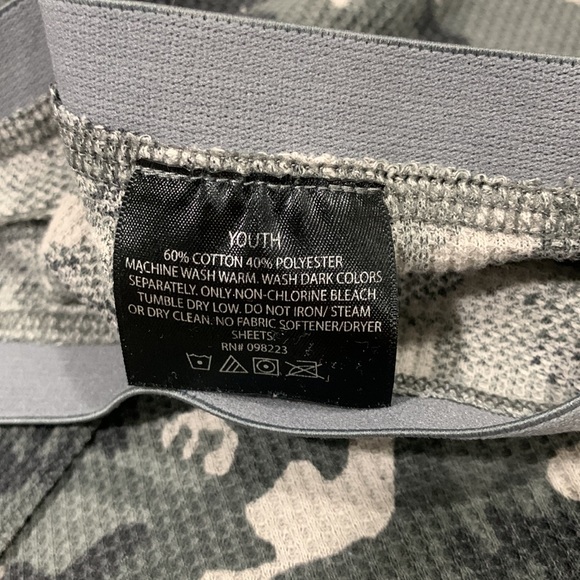 YOUTH
60% COTTON 40% POLYESTER
MACHINE WASH WARM. WASH DARK COLORS
SEPARATELY. ONLY NON-CHLORINE BLEACH
TUMBLE DRY LOW. DO NOT IRON/ STEAM
OR DRY CLEAN. NO FABRIC SOFTENER/DRYER
SHEETS.
RN# 098223